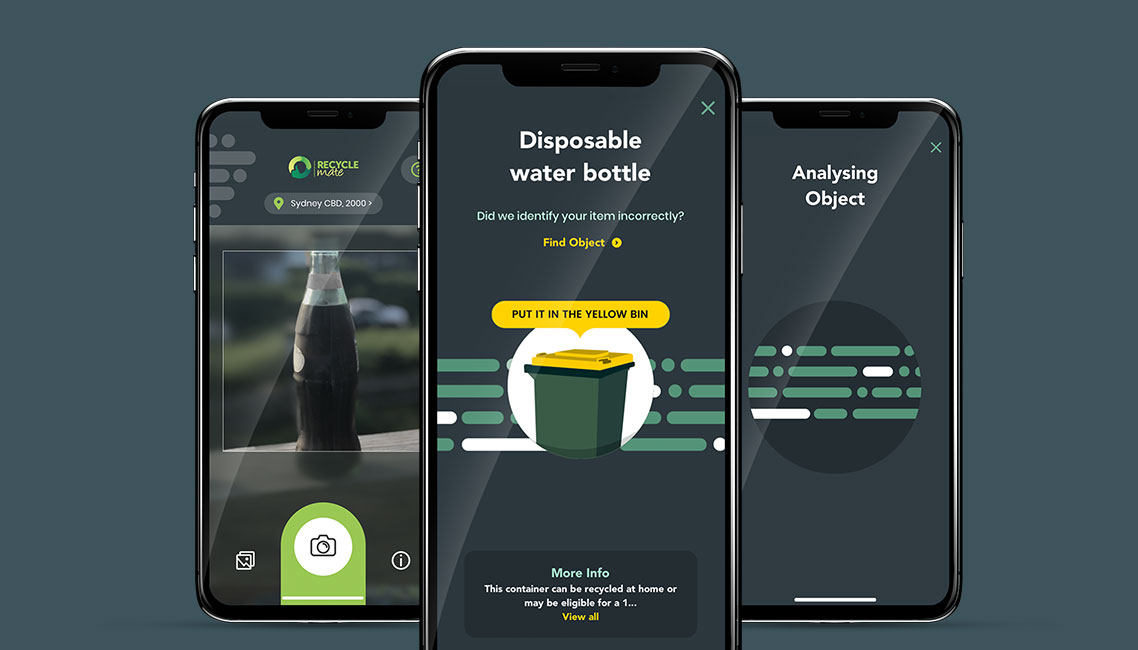 RECYCLE
mate
Sydney CBD, 2000 >
Disposable
water bottle
Did we identify your item incorrectly?
Find Object
PUT IT IN THE YELLOW BIN
More Info
This container can be recycled at home or
may be eligible for a 1...
View all
Analysing
Object